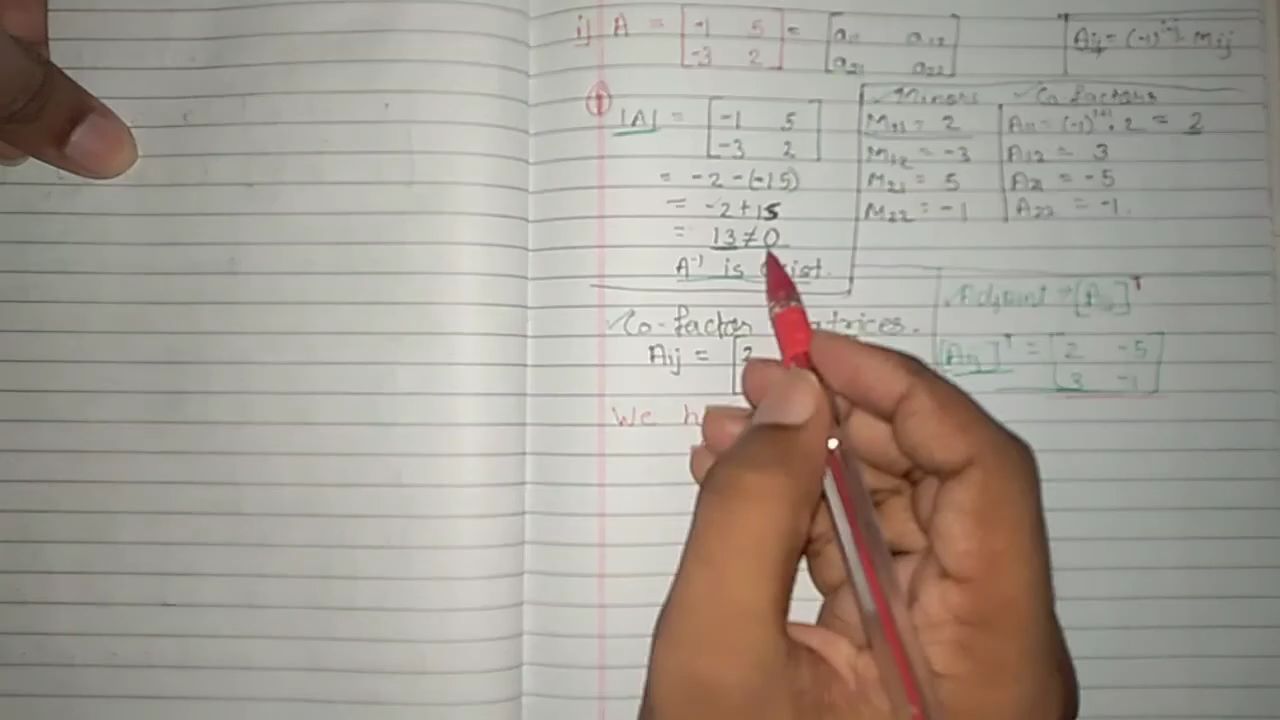 if A = [-1 5 = [a₁₁ a₁₂
-3 2] a₂₁ a₂₂]
Aij = (-1)ⁱ⁺ʲ. Mij
①
|A| = [-1 5
-3 2]
= -2-(-15)
= -2+15
= 13≠0
A⁻¹ is exist.
Minors Co factors
M₁₁ = 2 A₁₁ = (-1)¹⁺¹. 2 = 2
M₁₂ = -3 A₁₂ = 3
M₂₁ = 5 A₂₁ = -5
M₂₂ = -1 A₂₂ = -1.
Co-factor matrices.
Aij = [2
Adjoint → [Aij]ᵀ
[Aij]ᵀ = [2 -5
3 -1]
We